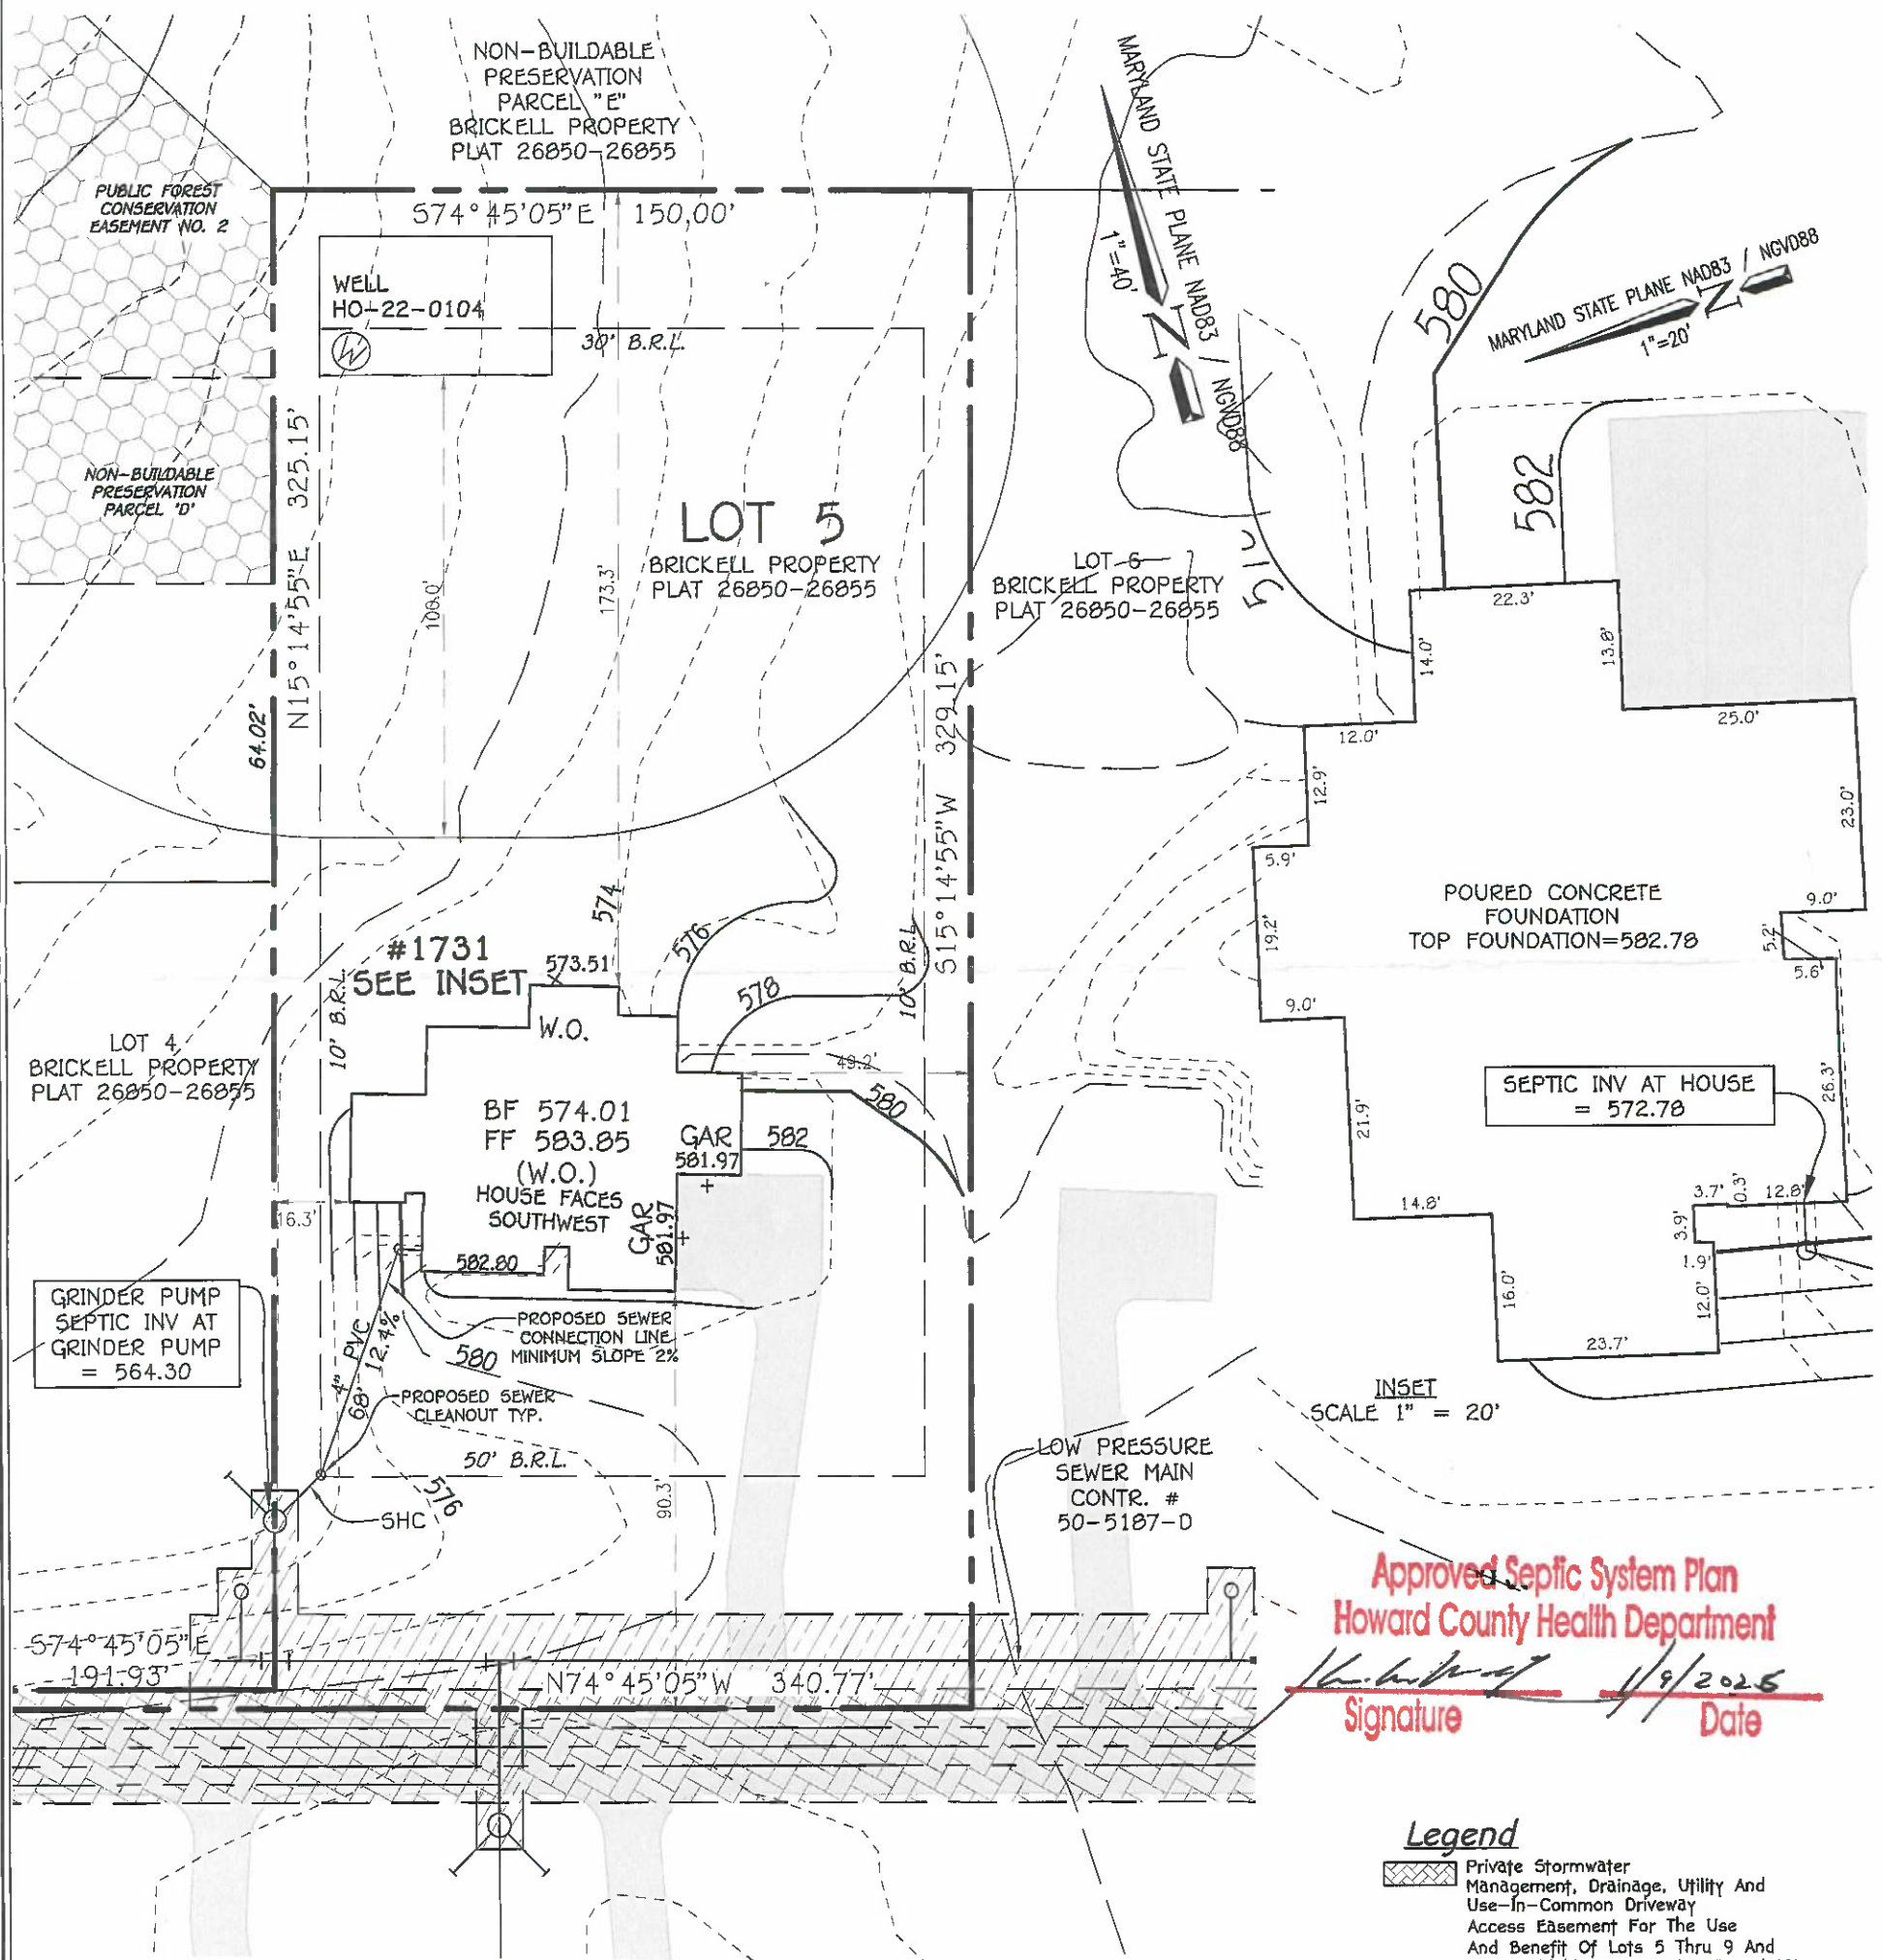 NON-BUILDABLE
PRESERVATION
PARCEL "E"
BRICKELL PROPERTY
PLAT 26850-26855
PUBLIC FOREST
CONSERVATION
EASEMENT NO. 2
S74°45'05"E 150.00'
WELL
HO-22-0104
W
30' B.R.L.
NON-BUILDABLE
PRESERVATION
PARCEL 'D'
N15°14'55"E 325.15'
64.02'
100.0'
173.3'
LOT 5
BRICKELL PROPERTY
PLAT 26850-26855
S15°14'55"W 329.15'
LOT 6
BRICKELL PROPERTY
PLAT 26850-26855
MARYLAND STATE PLANE NAD83 / NGVD88
1"=40'
N
MARYLAND STATE PLANE NAD83 / NGVD88
1"=20'
N
580
582
22.3'
14.0'
13.8'
25.0'
12.0'
12.9'
23.0'
5.9'
19.2'
POURED CONCRETE
FOUNDATION
TOP FOUNDATION=582.78
9.0'
5.2'
5.6'
9.0'
21.9'
26.3'
SEPTIC INV AT HOUSE
= 572.78
14.8'
3.7'
0.3'
12.8'
3.9'
1.9'
12.0'
16.0'
23.7'
INSET
SCALE 1" = 20'
574
576
578
#1731
SEE INSET
573.51
10' B.R.L.
10' B.R.L.
W.O.
LOT 4
BRICKELL PROPERTY
PLAT 26850-26855
49.2'
580
BF 574.01
FF 583.85
(W.O.)
HOUSE FACES
SOUTHWEST
GAR
581.97
582
GAR
581.97
16.3'
582.80
GRINDER PUMP
SEPTIC INV AT
GRINDER PUMP
= 564.30
PROPOSED SEWER
CONNECTION LINE
MINIMUM SLOPE 2%
4" PVC
68' 12.4%
580
PROPOSED SEWER
CLEANOUT TYP.
50' B.R.L.
576
SHC
90.3'
LOW PRESSURE
SEWER MAIN
CONTR. #
50-5187-D
S74°45'05"E
191.93'
N74°45'05"W 340.77'
Approved Septic System Plan
Howard County Health Department
Signature
Date
Legend
Private Stormwater
Management, Drainage, Utility And
Use-In-Common Driveway
Access Easement For The Use
And Benefit Of Lots 5 Thru 9 And